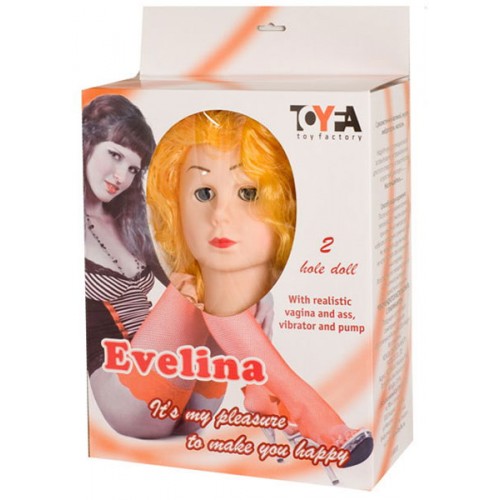 TOYFA
toy factory
2
hole doll
With realistic
vagina and ass,
vibrator and pump
Evelina
It's my pleasure
to make you happy